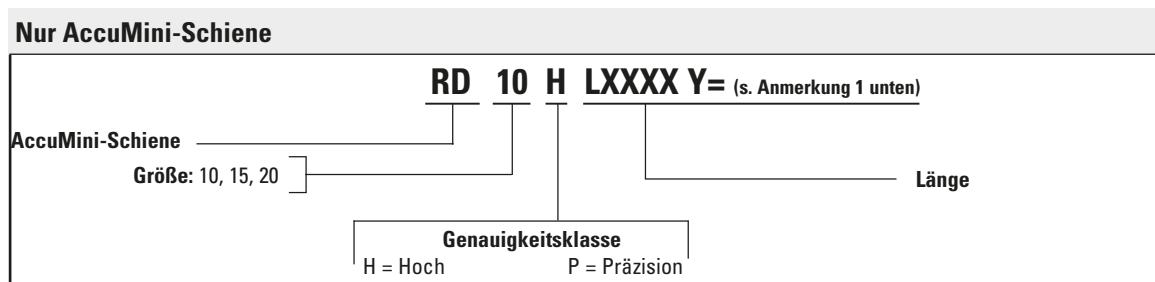 Nur AccuMini-Schiene
RD 10 H LXXXX Y= (s. Anmerkung 1 unten)
AccuMini-Schiene
Größe: 10, 15, 20
Länge
Genauigkeitsklasse
H = Hoch P = Präzision